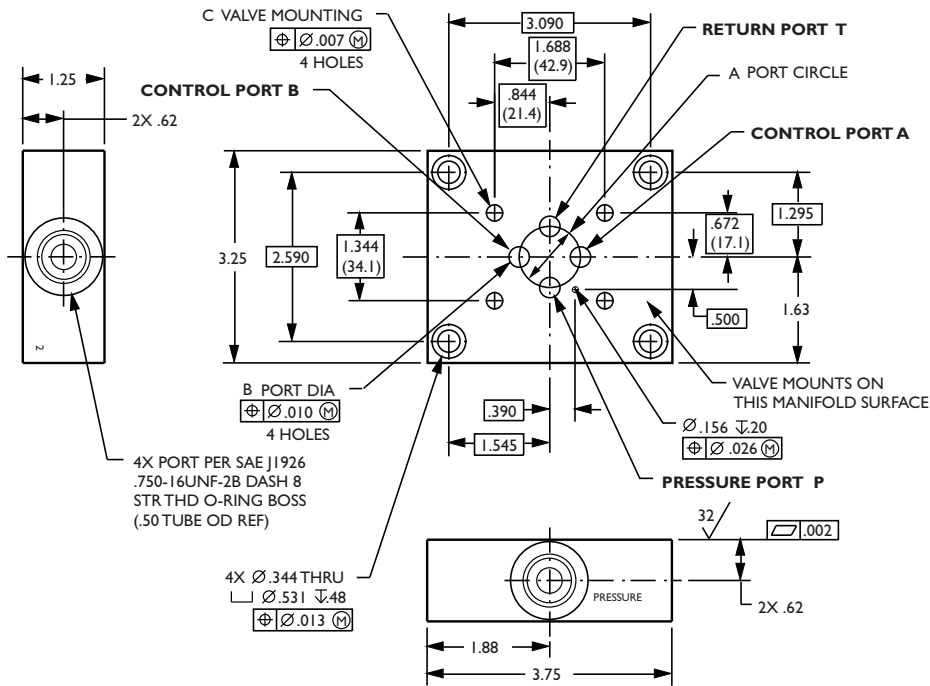 C VALVE MOUNTING
⌖ Ø.007 Ⓜ
4 HOLES
3.090
1.688
(42.9)
.844
(21.4)
RETURN PORT T
A PORT CIRCLE
CONTROL PORT A
1.25
2X .62
CONTROL PORT B
3.25
2.590
1.344
(34.1)
.672
(17.1)
1.295
1.63
.500
2
B PORT DIA
⌖ Ø.010 Ⓜ
4 HOLES
.390
1.545
VALVE MOUNTS ON
THIS MANIFOLD SURFACE
Ø.156 ↧.20
⌖ Ø.026 Ⓜ
PRESSURE PORT P
4X PORT PER SAE J1926
.750-16UNF-2B DASH 8
STR THD O-RING BOSS
(.50 TUBE OD REF)
32
⏥ .002
4X Ø.344 THRU
⌴ Ø.531 ↧.48
⌖ Ø.013 Ⓜ
PRESSURE
2X .62
1.88
3.75